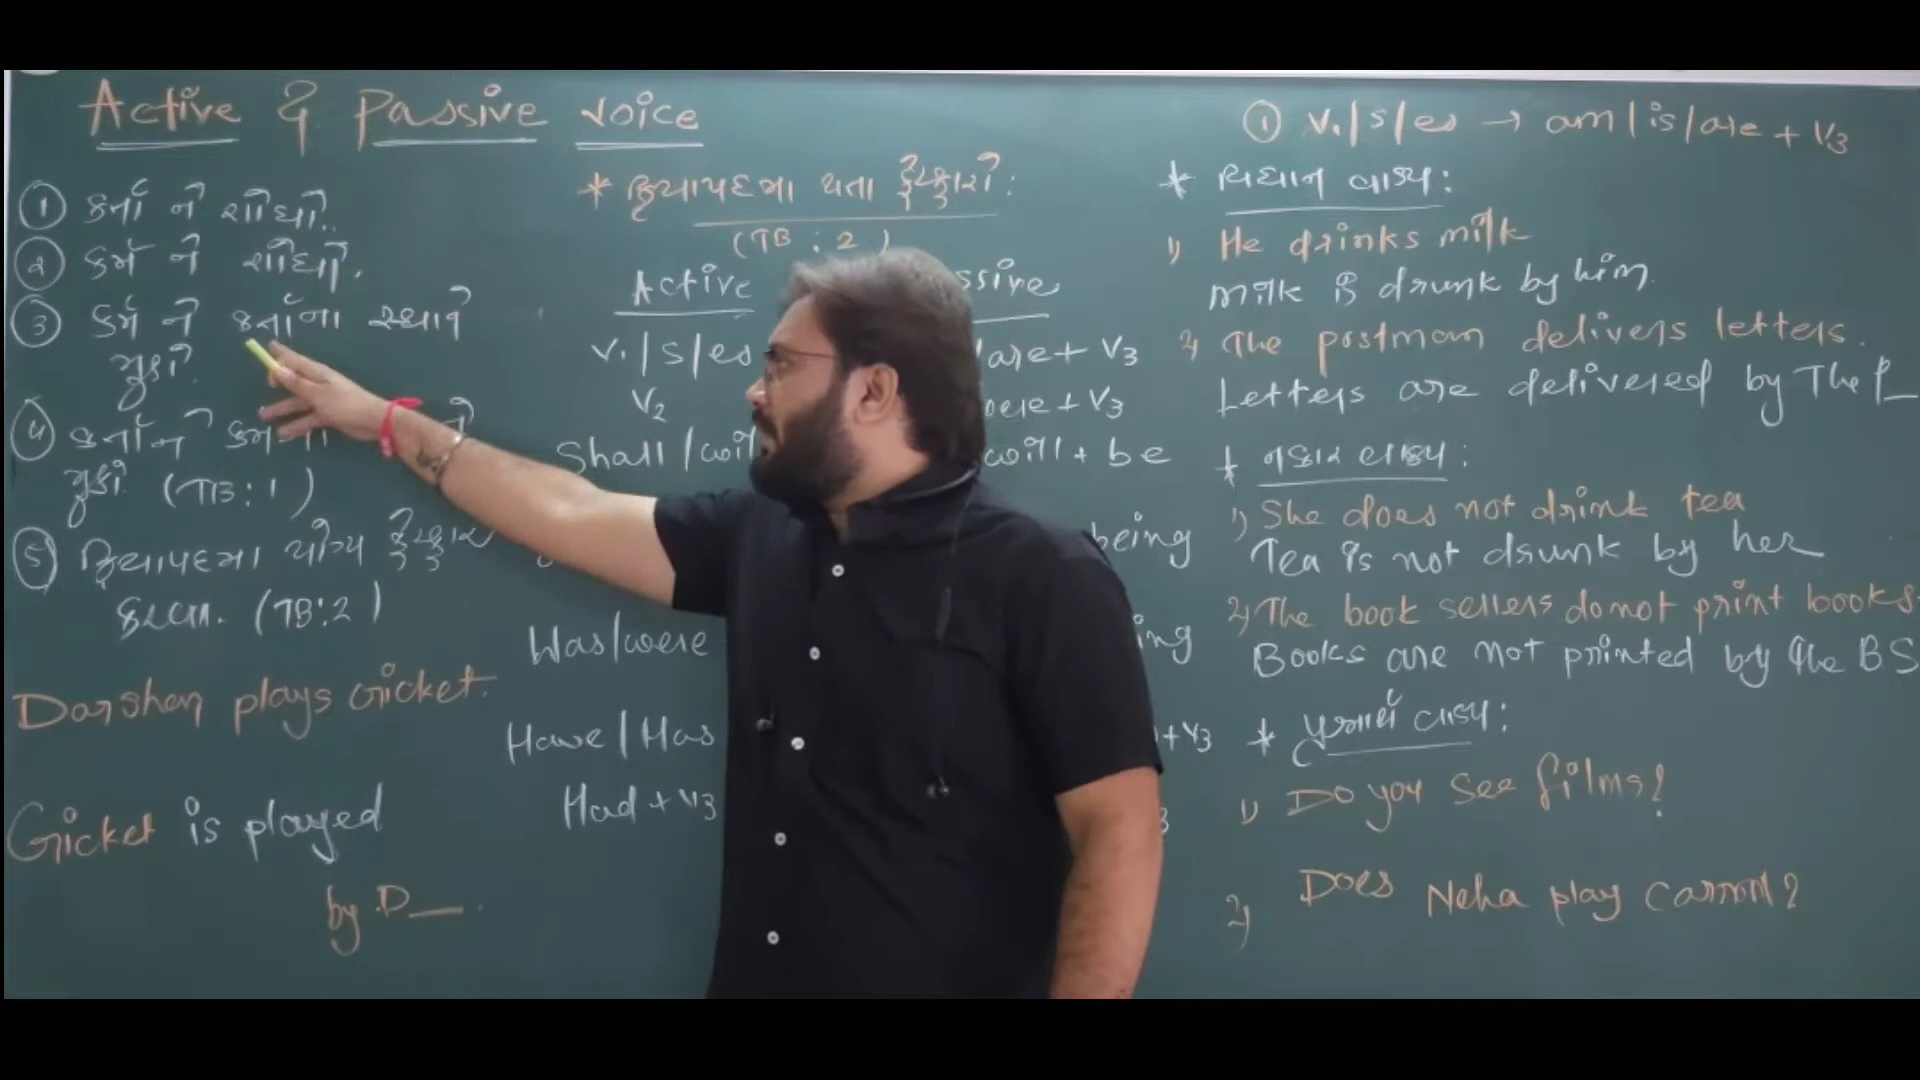 Active & Passive voice
① કર્તા ને શોધો.
② કર્મ ને શોધો.
③ કર્મ ને કર્તાના સ્થાને
મુકો.
④ કર્તાને
મુકો (TB:1)
⑤ ક્રિયાપદમા યોગ્ય ફેરફાર
કરવા. (TB:2)
Darshan plays cricket.
Cricket is played
by D__.
* ક્રિયાપદમા થતા ફેરફારો:
(TB : 2)
Active ssive
V₁/s/es /are + V3
V2 were + V3
Shall/will will + be
being
Was/were ing
Have/Has +V3
Had + V3 3
① V₁/s/es → am/is/are + V3
* વિધાન વાક્ય:
1) He drinks milk
Milk is drunk by him.
2) The postman delivers letters.
Letters are delivered by The P_
* નકાર વાક્ય:
1) She does not drink tea
Tea is not drunk by her
2) The book sellers do not print books.
Books are not printed by the BS
* પ્રશ્નાર્થ વાક્ય:
1) Do you see films?
2) Does Neha play carrom?